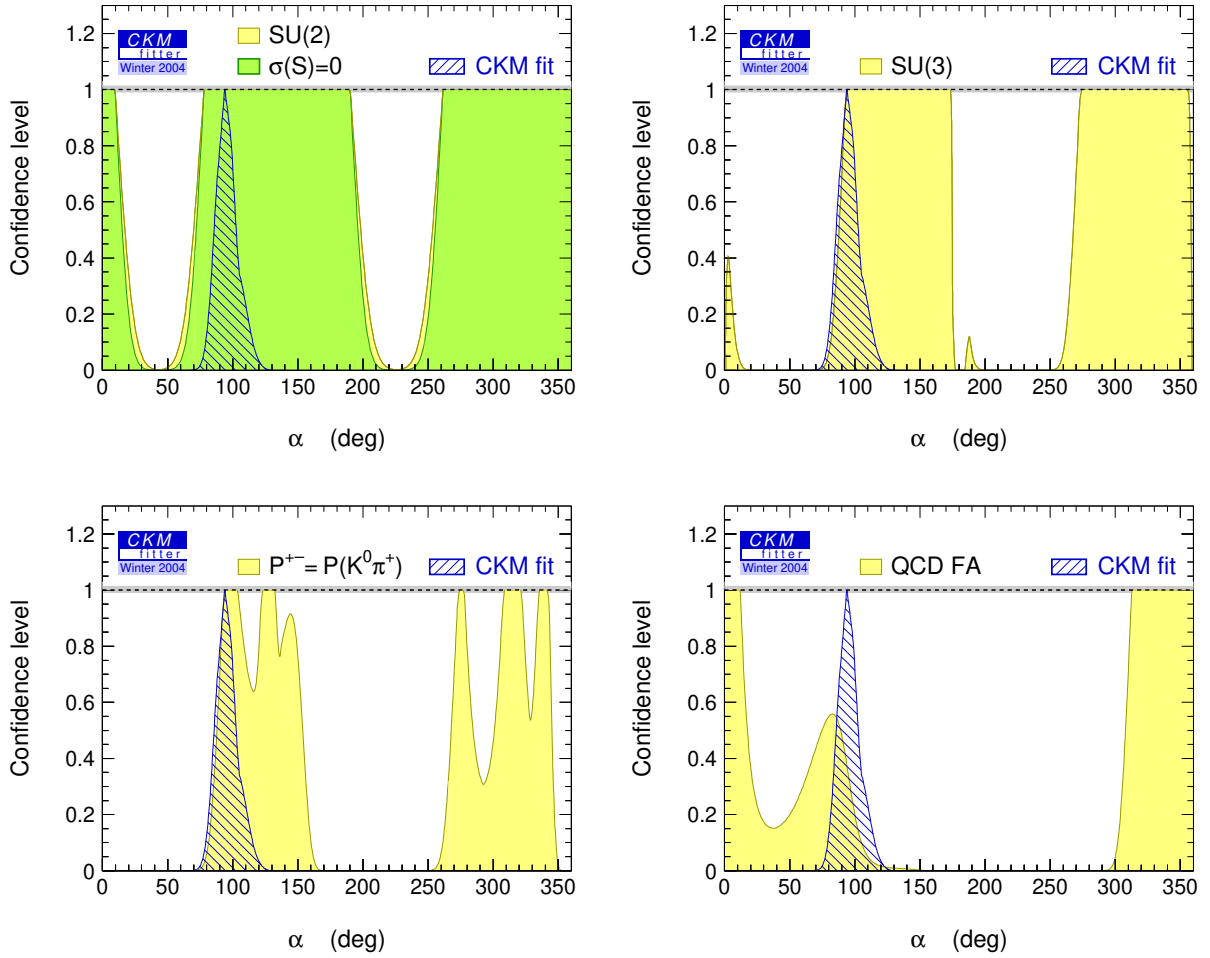 CKM
fitter
Winter 2004
SU(2)
σ(S)=0
CKM fit
Confidence level
1.2
1
0.8
0.6
0.4
0.2
0
0 50 100 150 200 250 300 350
α (deg)
CKM
fitter
Winter 2004
SU(3)
CKM fit
Confidence level
1.2
1
0.8
0.6
0.4
0.2
0
0 50 100 150 200 250 300 350
α (deg)
CKM
fitter
Winter 2004
P⁺⁻= P(K⁰π⁺)
CKM fit
Confidence level
1.2
1
0.8
0.6
0.4
0.2
0
0 50 100 150 200 250 300 350
α (deg)
CKM
fitter
Winter 2004
QCD FA
CKM fit
Confidence level
1.2
1
0.8
0.6
0.4
0.2
0
0 50 100 150 200 250 300 350
α (deg)